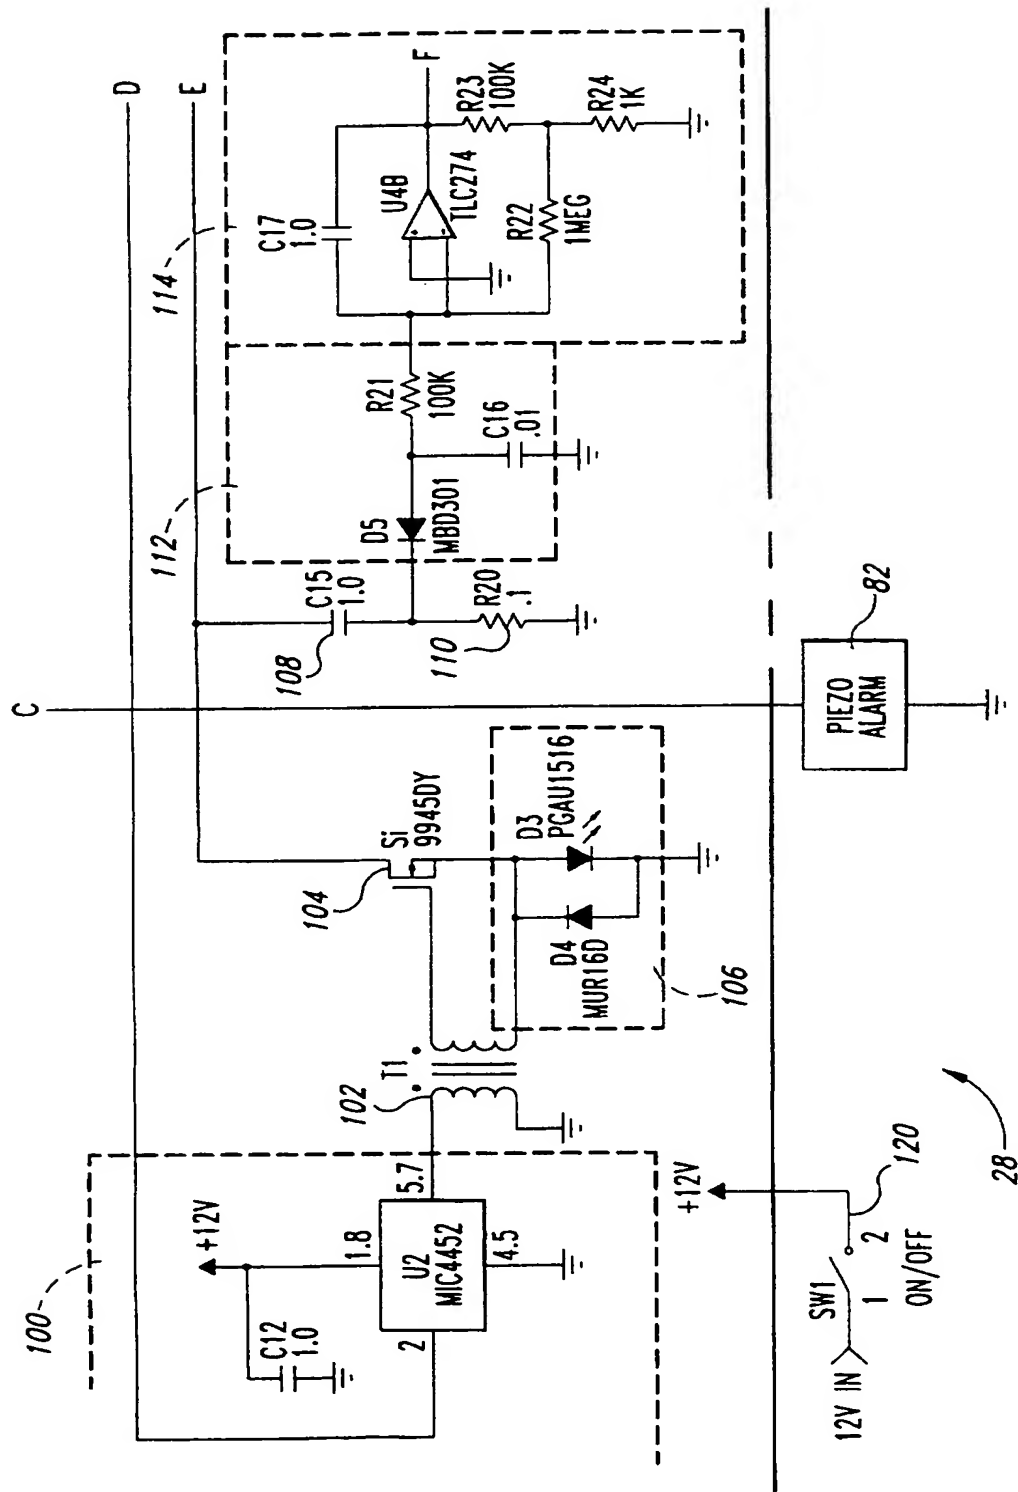 100
+12V
C12
1.0
1.8
U2
MIC4452
2
5.7
4.5
+12V
12V IN
SW1
1
2
ON/OFF
120
28
102
T1
104
Si
9945DY
D4
MUR16D
D3
PGAU1516
106
C
D
E
108
C15
1.0
R20
.1
110
PIEZO
ALARM
82
112
D5
MBD301
C16
.01
R21
100K
114
C17
1.0
U4B
TLC274
R22
1MEG
F
R23
100K
R24
1K